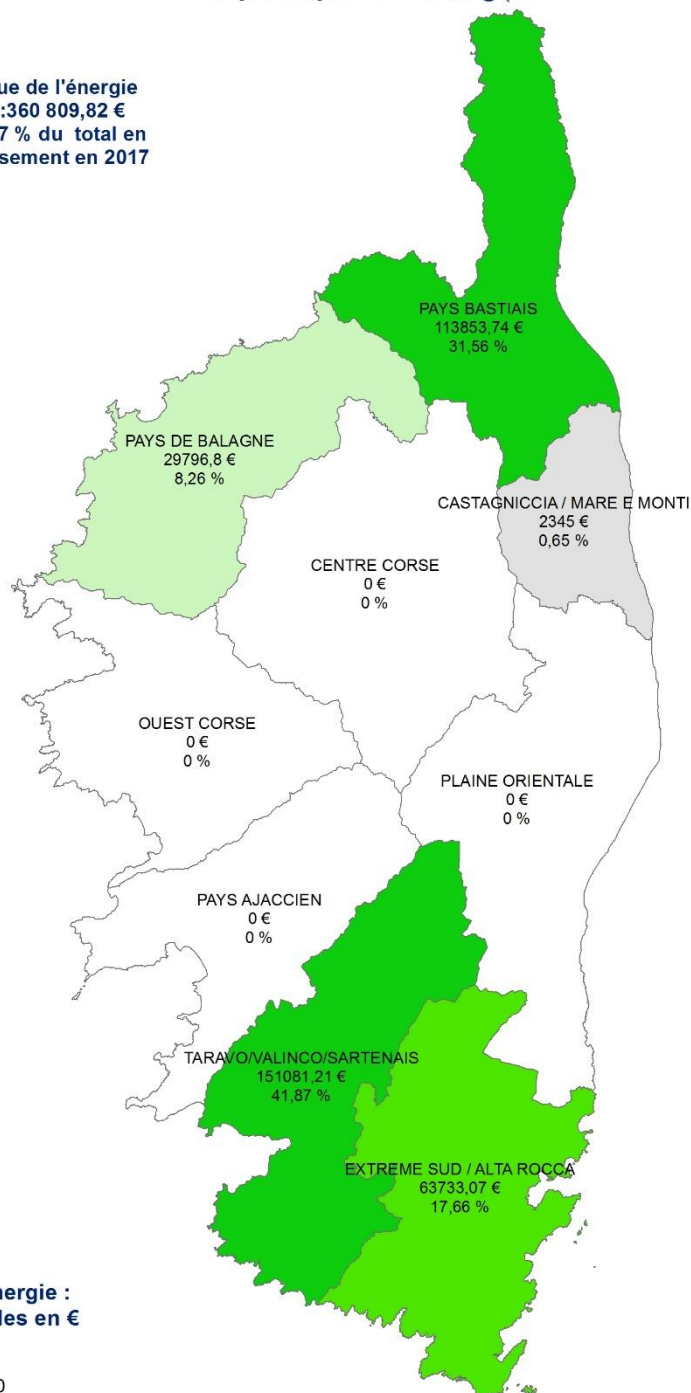 ue de l'énergie
:360 809,82 €
7 % du total en
sement en 2017
PAYS BASTIAIS
113853,74 €
31,56 %
PAYS DE BALAGNE
29796,8 €
8,26 %
CASTAGNICCIA / MARE E MONTI
2345 €
0,65 %
CENTRE CORSE
0 €
0 %
OUEST CORSE
0 €
0 %
PLAINE ORIENTALE
0 €
0 %
PAYS AJACCIEN
0 €
0 %
TARAVO/VALINCO/SARTENAIS
151081,21 €
41,87 %
EXTREME SUD / ALTA ROCCA
63733,07 €
17,66 %
nergie :
les en €
0